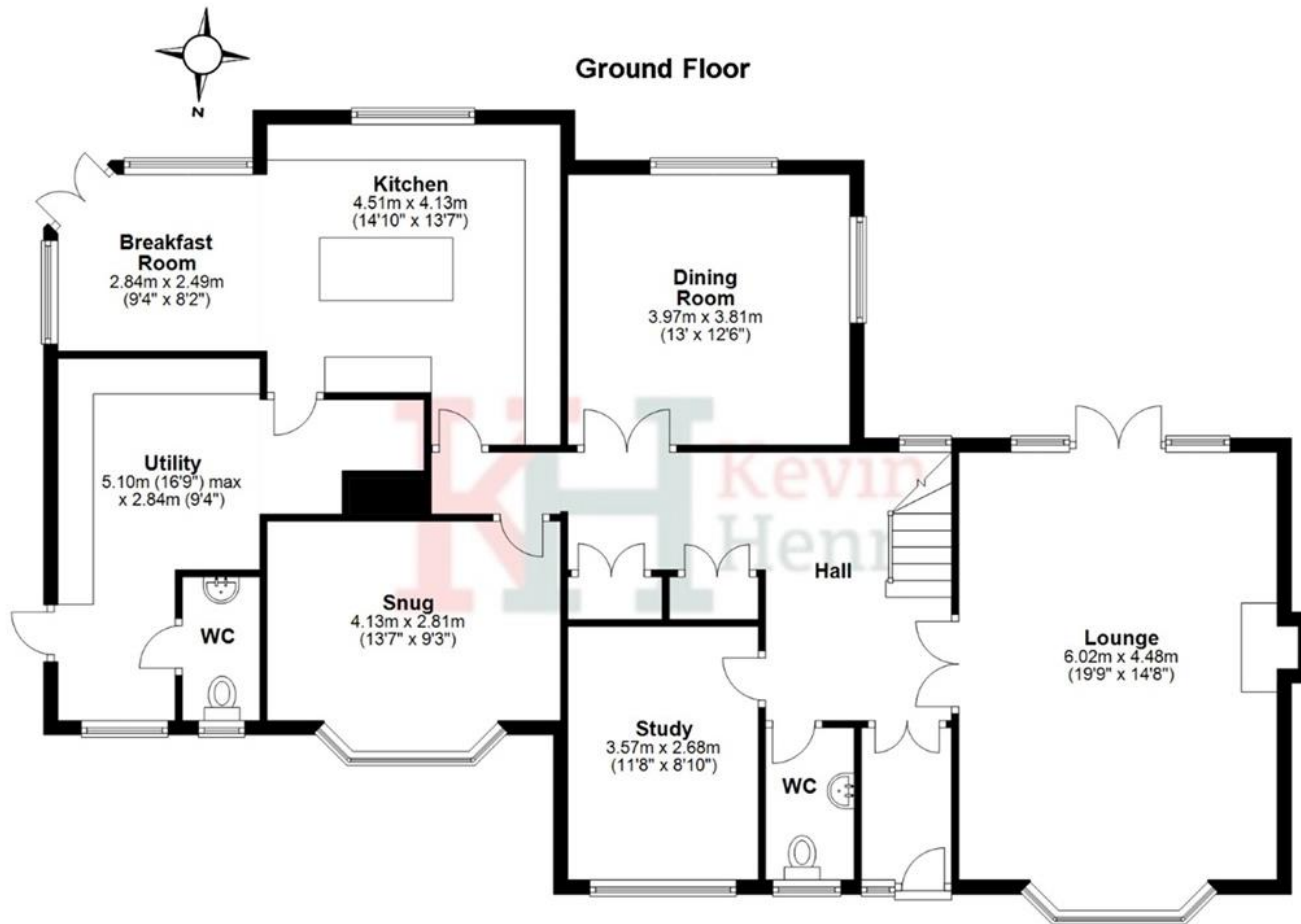 Ground Floor
N
Kitchen
4.51m x 4.13m
(14'10" x 13'7")
Breakfast
Room
2.84m x 2.49m
(9'4" x 8'2")
Dining
Room
3.97m x 3.81m
(13' x 12'6")
Utility
5.10m (16'9") max
x 2.84m (9'4")
KH
Kevin
Henr
Hall
Snug
4.13m x 2.81m
(13'7" x 9'3")
WC
Lounge
6.02m x 4.48m
(19'9" x 14'8")
Study
3.57m x 2.68m
(11'8" x 8'10")
WC